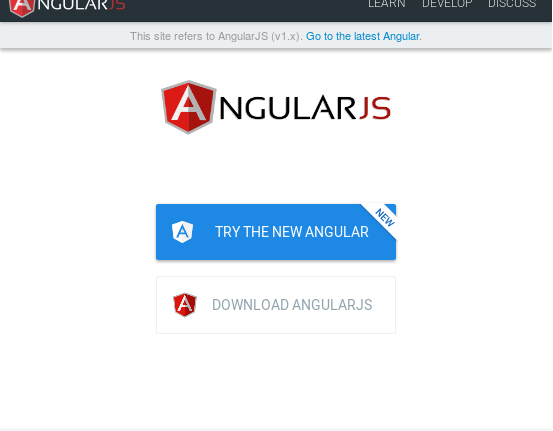 ANGULARJS LEARN DEVELOP DISCUSS
This site refers to AngularJS (v1.x). Go to the latest Angular.
ANGULARJS
NEW
TRY THE NEW ANGULAR
DOWNLOAD ANGULARJS